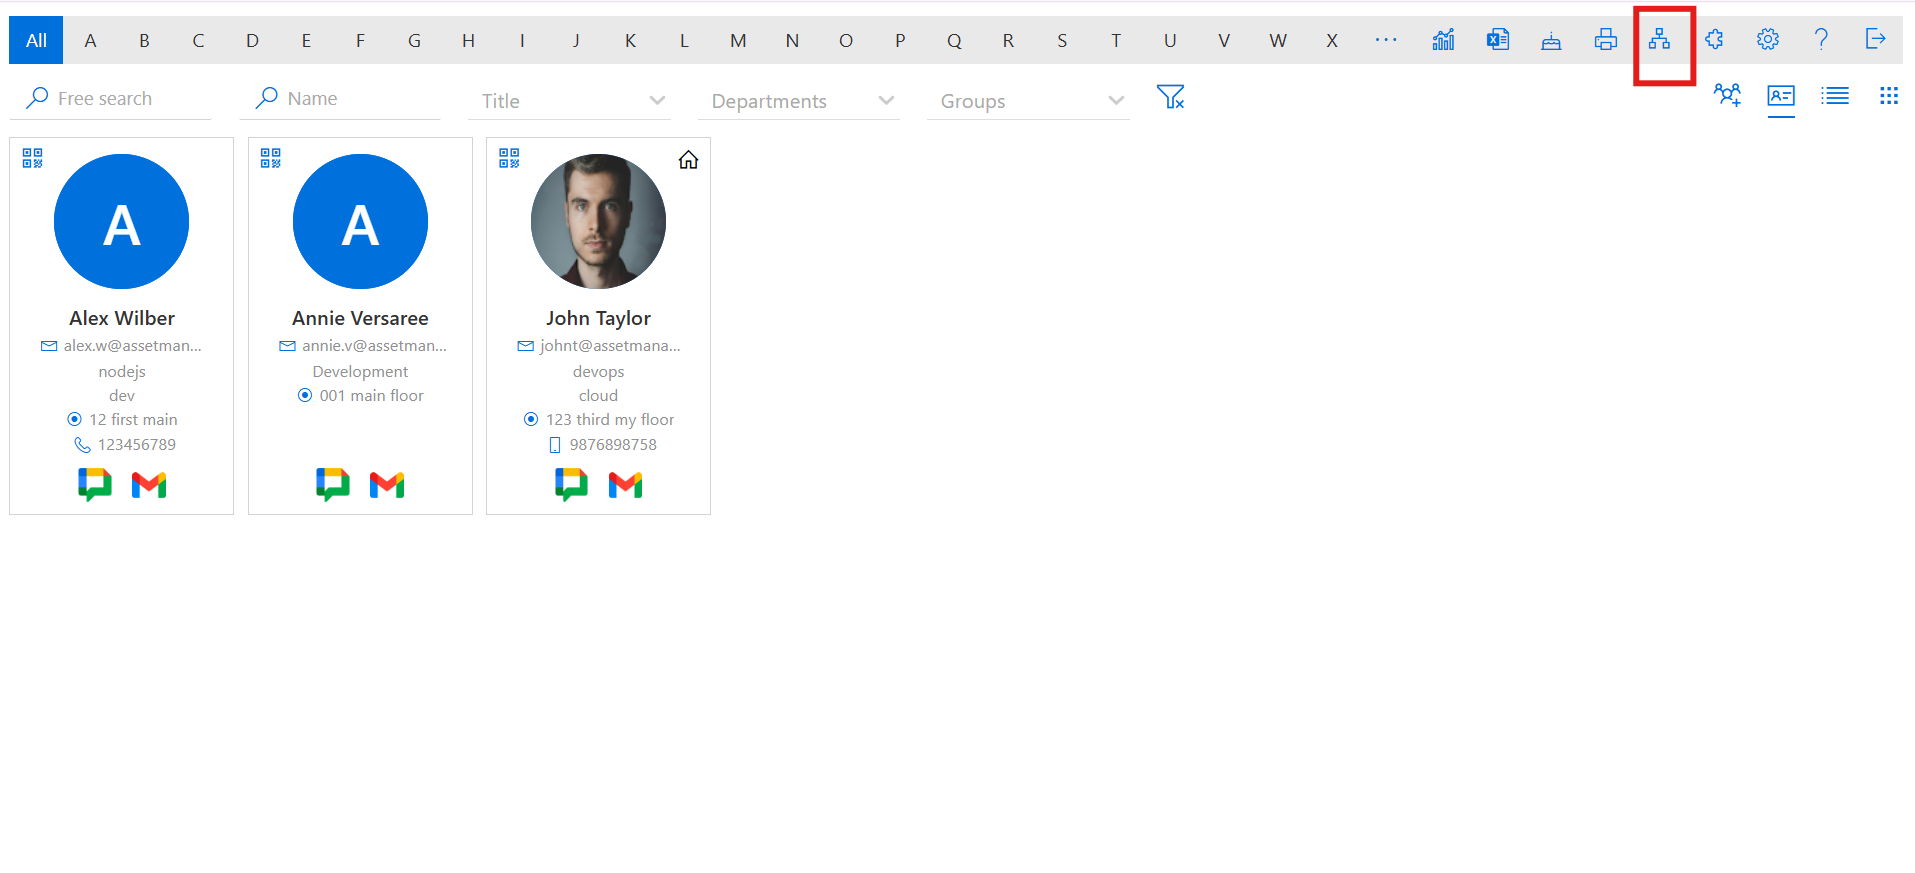 All A B C D E F G H I J K L M N O P Q R S T U V W X ...
Free search Name Title Departments Groups
A
Alex Wilber
alex.w@assetman...
nodejs
dev
12 first main
123456789
A
Annie Versaree
annie.v@assetman...
Development
001 main floor
John Taylor
johnt@assetmana...
devops
cloud
123 third my floor
9876898758